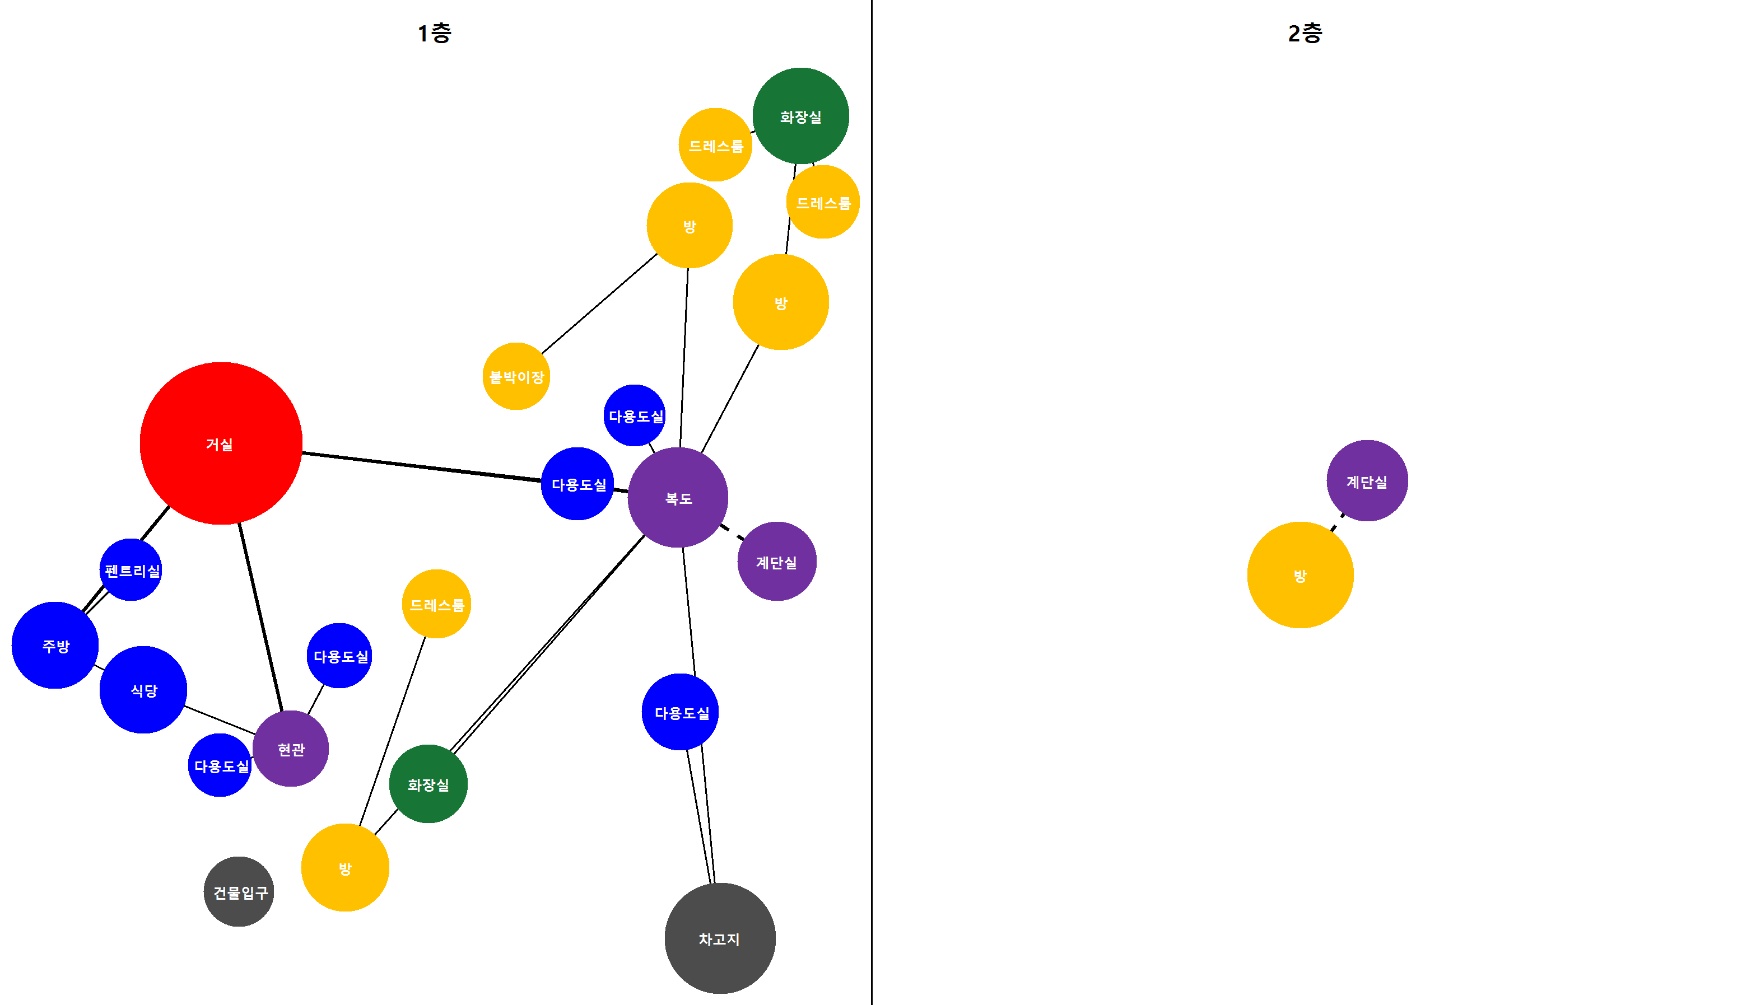 1층
화장실
드레스룸
드레스룸
방
방
붙박이장
다용도실
거실
다용도실
복도
계단실
펜트리실
드레스룸
주방
다용도실
식당
다용도실
현관
다용도실
화장실
방
건물입구
차고지
2층
계단실
방